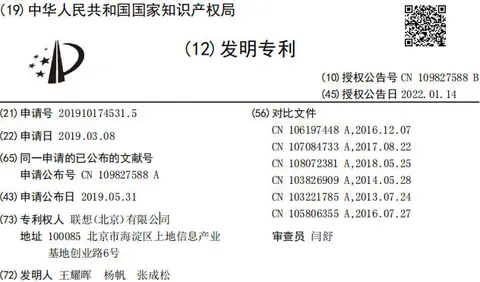 (19)中华人民共和国国家知识产权局
(12)发明专利
(10)授权公告号 CN 109827588 B
(45)授权公告日 2022.01.14
(21)申请号 201910174531.5
(22)申请日 2019.03.08
(65)同一申请的已公布的文献号
申请公布号 CN 109827588 A
(43)申请公布日 2019.05.31
(73)专利权人 联想(北京)有限公司
地址 100085 北京市海淀区上地信息产业
基地创业路6号
(72)发明人 王耀晖 杨帆 张成松
(56)对比文件
CN 106197448 A,2016.12.07
CN 107084733 A,2017.08.22
CN 108072381 A,2018.05.25
CN 103826909 A,2014.05.28
CN 103221785 A,2013.07.24
CN 105806355 A,2016.07.27
审查员 闫舒